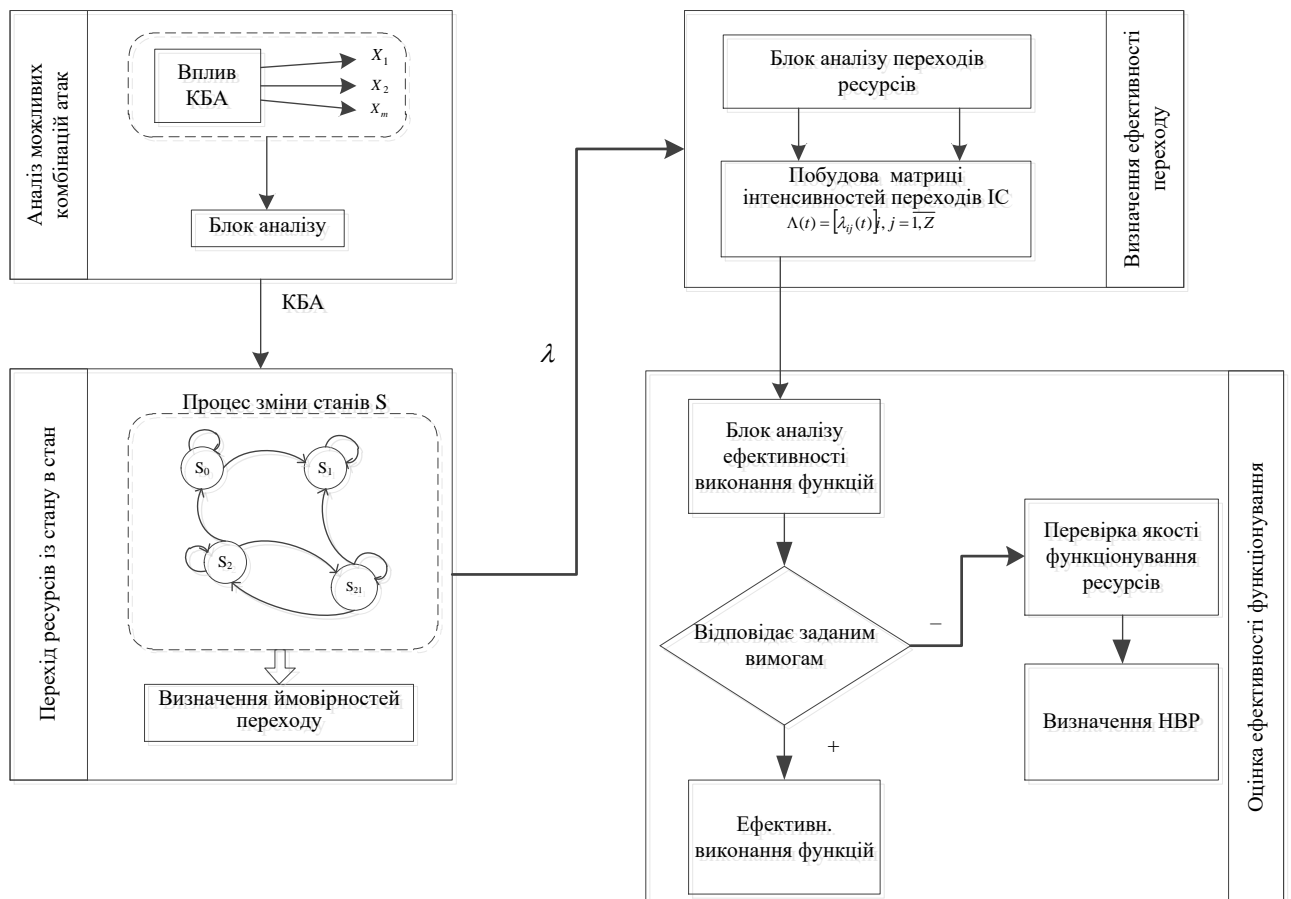 Аналіз можливих
комбінацій атак
Вплив
КБА
X₁
X₂
Xₘ
Блок аналізу
КБА
Перехід ресурсів із стану в стан
Процес зміни станів S
S₀
S₁
S₂
S₂₁
Визначення ймовірностей
переходу
λ
Блок аналізу переходів
ресурсів
Побудова матриці
інтенсивностей переходів ІС
Λ(t) = [λᵢⱼ(t)]i, j = \overline{1, Z}
Визначення ефективності
переходу
Блок аналізу
ефективності
виконання функцій
Відповідає заданим
вимогам
−
+
Ефективн.
виконання функцій
Перевірка якості
функціонування
ресурсів
Визначення НВР
Оцінка ефективності функціонування